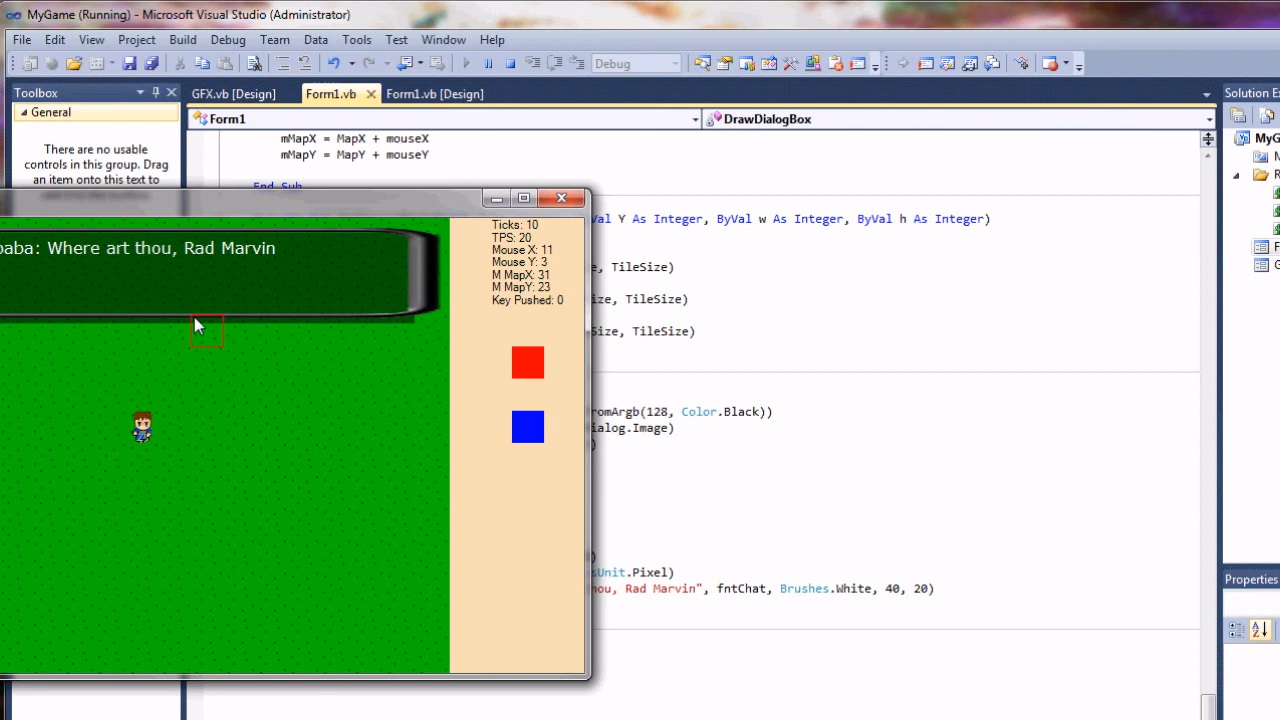 MyGame (Running) - Microsoft Visual Studio (Administrator)
File Edit View Project Build Debug Team Data Tools Test Window Help
Debug
Toolbox
GFX.vb [Design] Form1.vb Form1.vb [Design]
Solution Ex
General
Form1
DrawDialogBox
There are no usable
controls in this group. Drag
an item onto this text to
mMapX = MapX + mouseX
mMapY = MapY + mouseY
End Sub
Val Y As Integer, ByVal w As Integer, ByVal h As Integer)
e, TileSize)
ize, TileSize)
Size, TileSize)
romArgb(128, Color.Black))
ialog.Image)
)
sUnit.Pixel)
hou, Rad Marvin", fntChat, Brushes.White, 40, 20)
baba: Where art thou, Rad Marvin
Ticks: 10
TPS: 20
Mouse X: 11
Mouse Y: 3
M MapX: 31
M MapY: 23
Key Pushed: 0
MyG
Properties